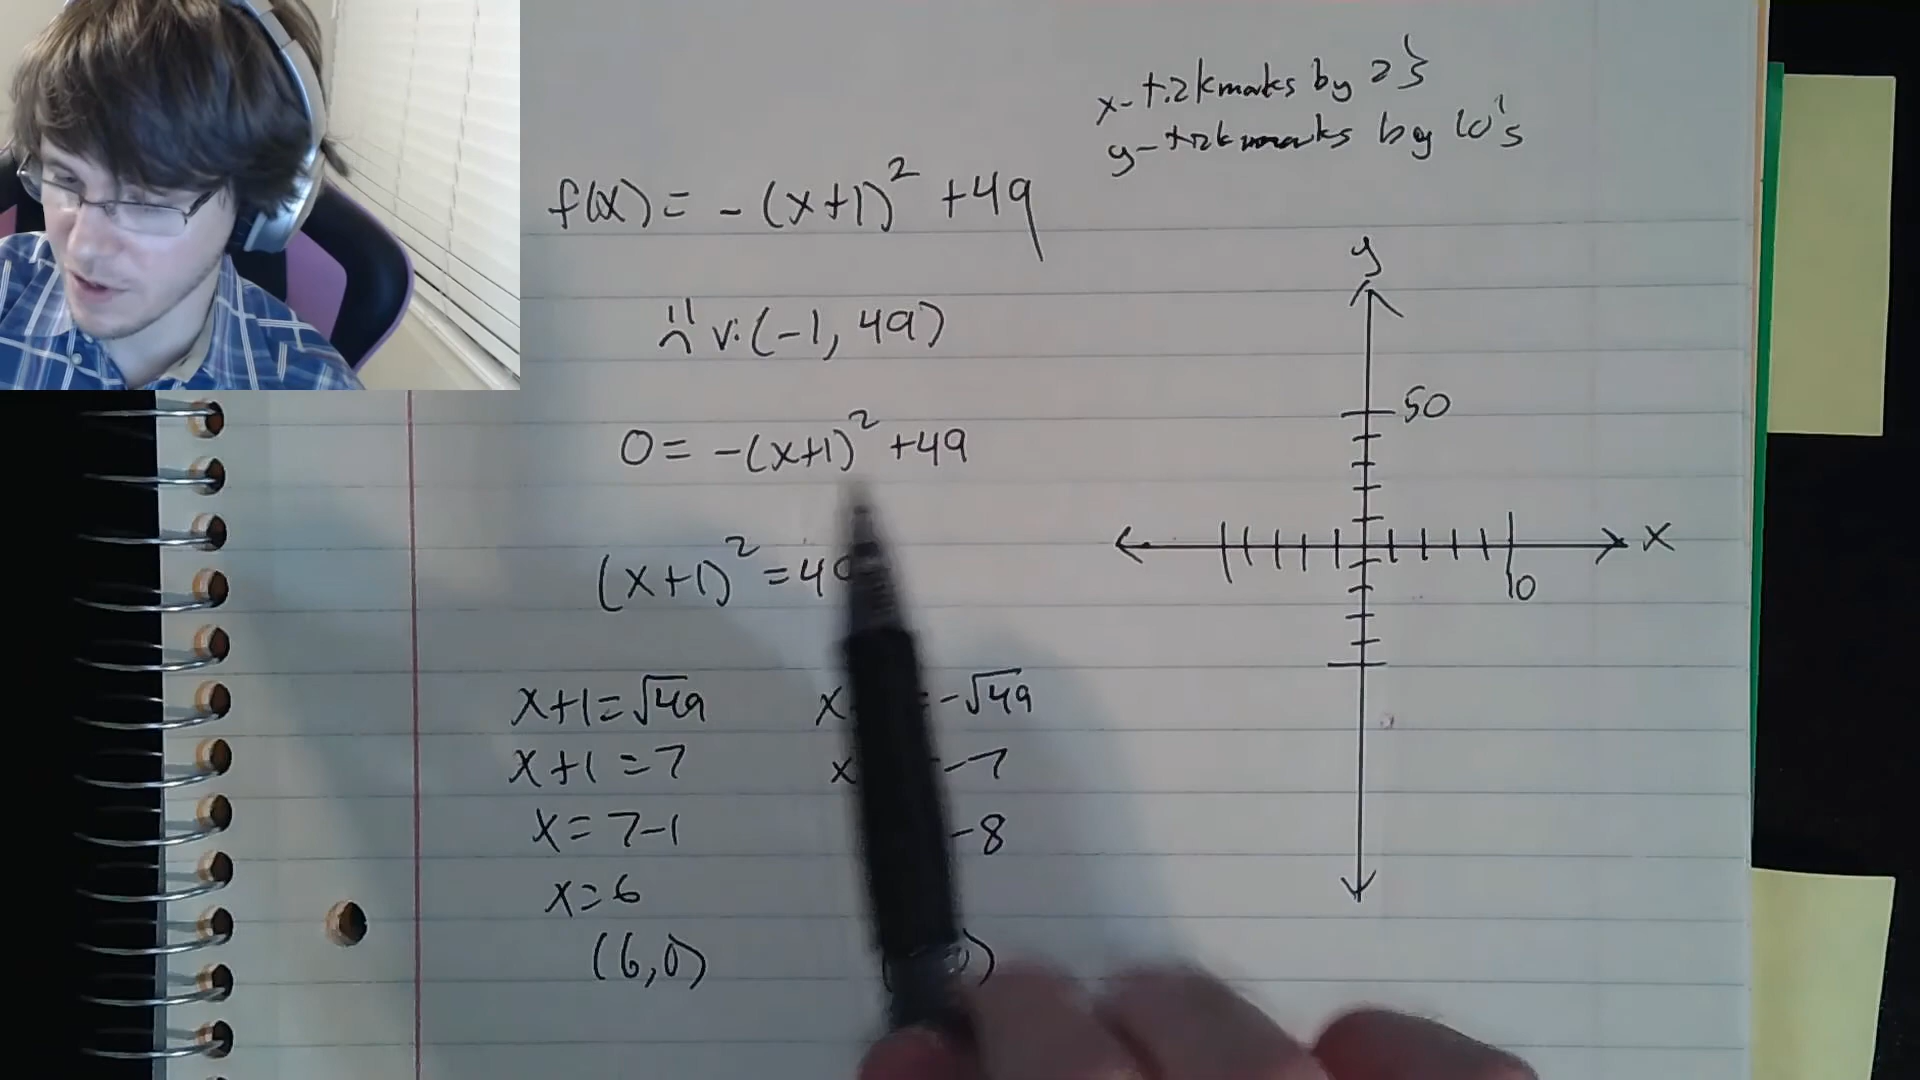 x- tickmarks by 2's
y- tickmarks by 10's
f(x) = -(x+1)² +49
v: (-1, 49)
0 = -(x+1)² +49
(x+1)² = 49
x+1 = √49
x = -√49
x+1 = 7
x -7
x = 7-1
-8
x = 6
(6,0)
y
50
x
10